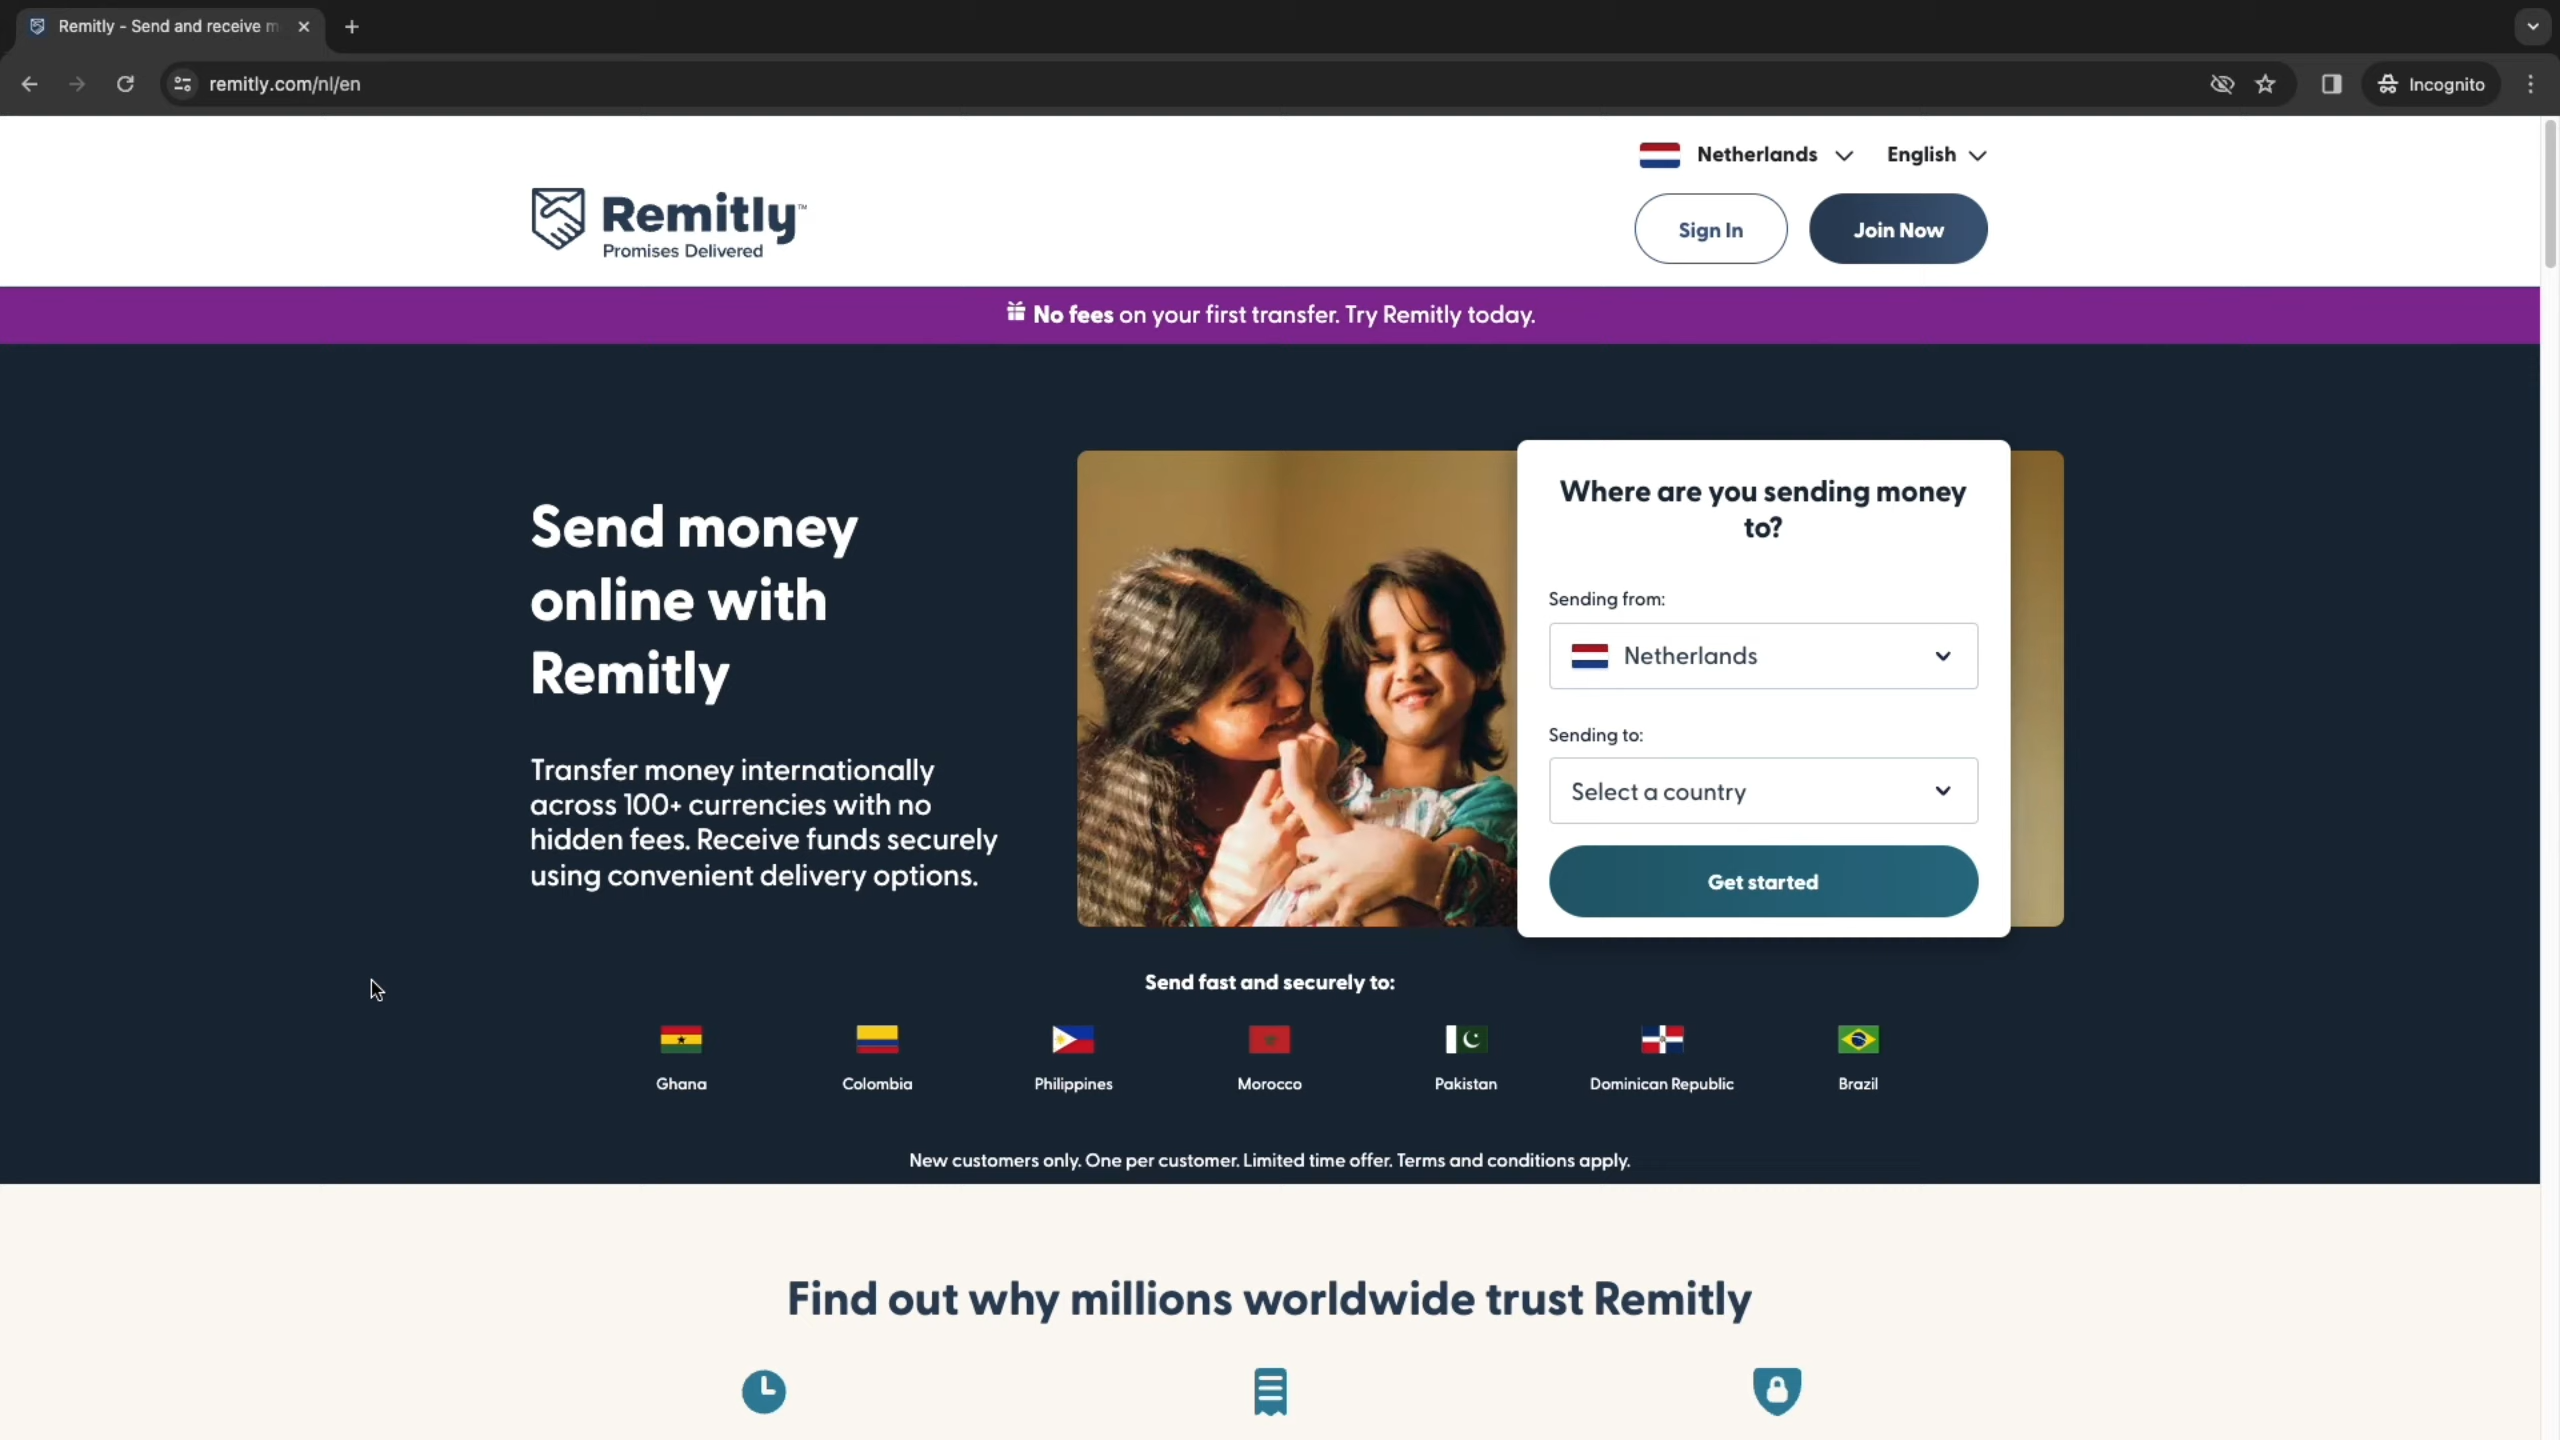 Remitly - Send and receive m
remitly.com/nl/en
Incognito
Netherlands
English
Remitly™
Promises Delivered
Sign In
Join Now
No fees on your first transfer. Try Remitly today.
Send money
online with
Remitly
Transfer money internationally
across 100+ currencies with no
hidden fees. Receive funds securely
using convenient delivery options.
Where are you sending money
to?
Sending from:
Netherlands
Sending to:
Select a country
Get started
Send fast and securely to:
Ghana
Colombia
Philippines
Morocco
Pakistan
Dominican Republic
Brazil
New customers only. One per customer. Limited time offer. Terms and conditions apply.
Find out why millions worldwide trust Remitly